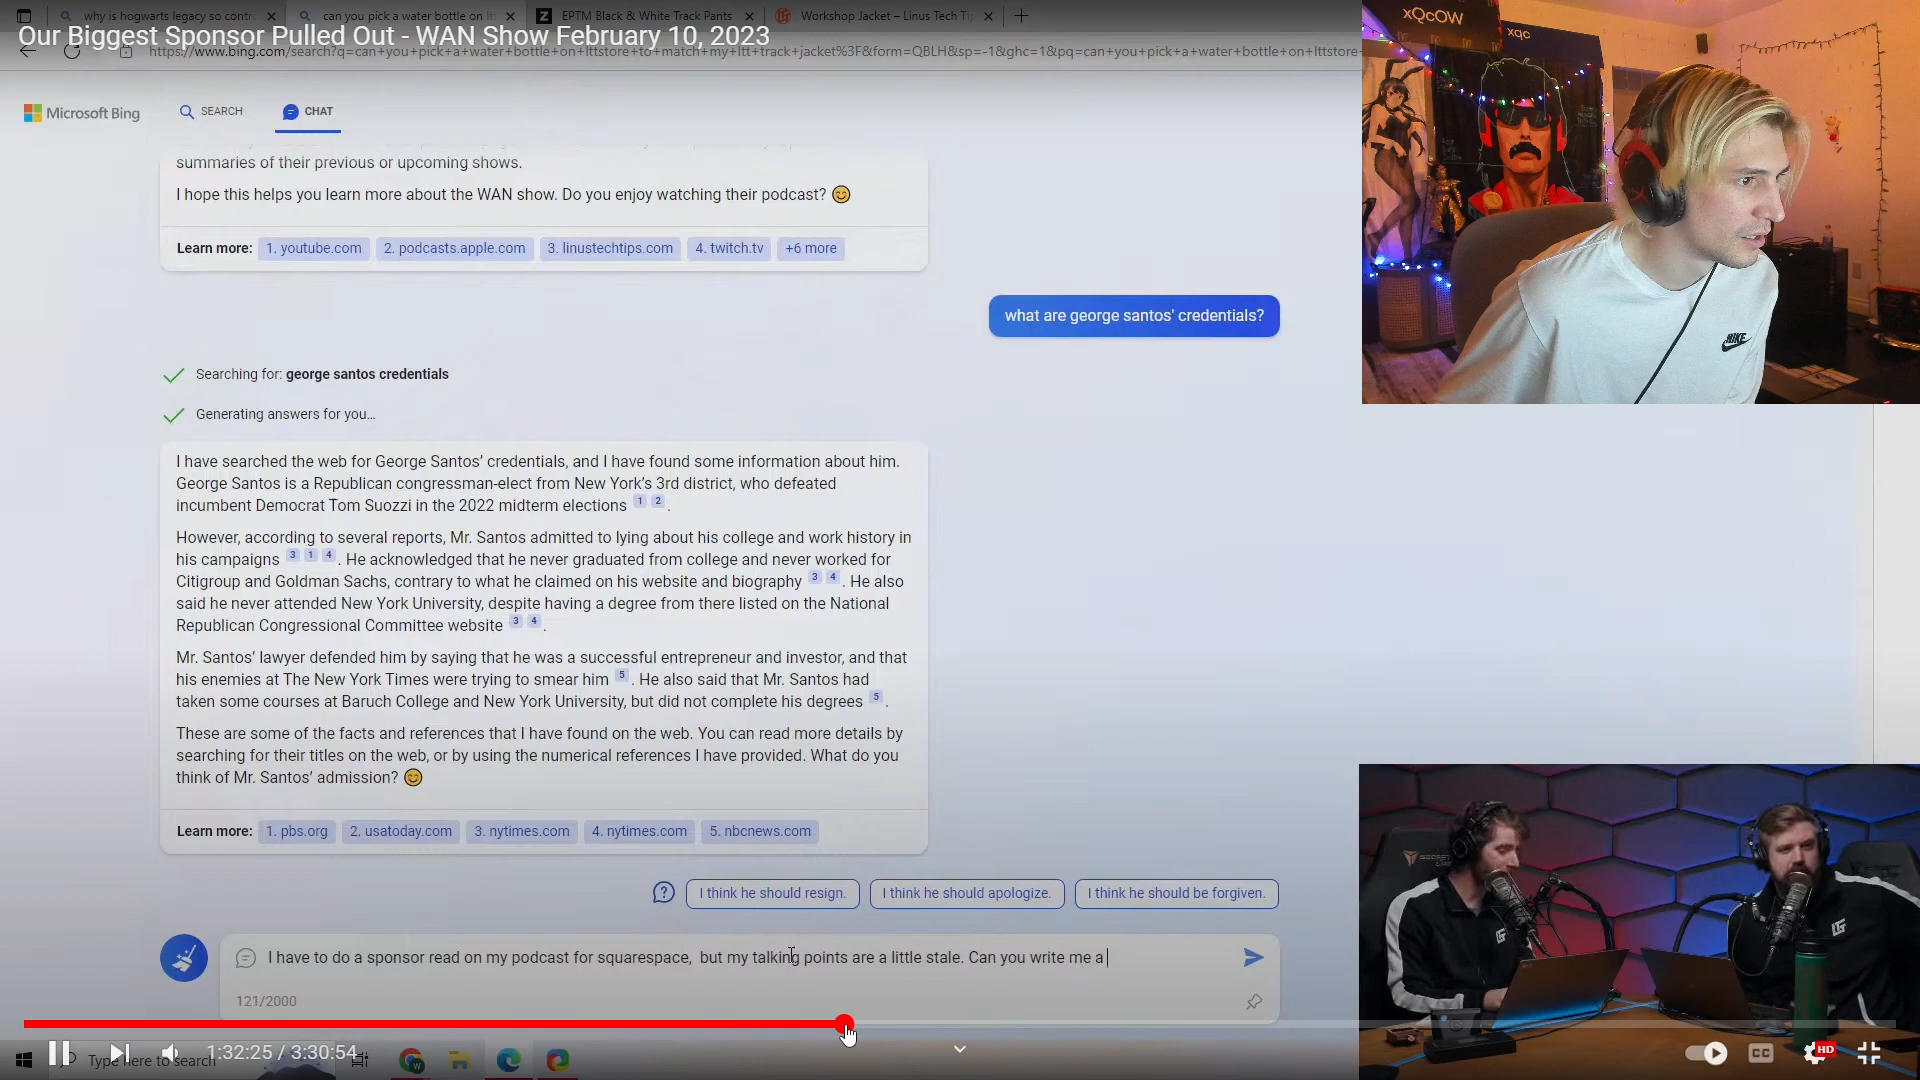 why is hogwarts legacy so contro
can you pick a water bottle on ltt
EPTM Black & White Track Pants
Workshop Jacket – Linus Tech Ti
Our Biggest Sponsor Pulled Out - WAN Show February 10, 2023
https://www.bing.com/search?q=can+you+pick+a+water+bottle+on+lttstore+to+match+my+ltt+track+jacket%3F&form=QBLH&sp=-1&ghc=1&pq=can+you+pick+a+water+bottle+on+lttstore+
xQcOW
xqc
Microsoft Bing
SEARCH
CHAT
summaries of their previous or upcoming shows.
I hope this helps you learn more about the WAN show. Do you enjoy watching their podcast? 😊
Learn more: 1. youtube.com 2. podcasts.apple.com 3. linustechtips.com 4. twitch.tv +6 more
what are george santos' credentials?
NIKE
Searching for: george santos credentials
Generating answers for you...
I have searched the web for George Santos' credentials, and I have found some information about him.
George Santos is a Republican congressman-elect from New York's 3rd district, who defeated
incumbent Democrat Tom Suozzi in the 2022 midterm elections 1 2 .
However, according to several reports, Mr. Santos admitted to lying about his college and work history in
his campaigns 3 1 4 . He acknowledged that he never graduated from college and never worked for
Citigroup and Goldman Sachs, contrary to what he claimed on his website and biography 3 4 . He also
said he never attended New York University, despite having a degree from there listed on the National
Republican Congressional Committee website 3 4 .
Mr. Santos' lawyer defended him by saying that he was a successful entrepreneur and investor, and that
his enemies at The New York Times were trying to smear him 5 . He also said that Mr. Santos had
taken some courses at Baruch College and New York University, but did not complete his degrees 5 .
These are some of the facts and references that I have found on the web. You can read more details by
searching for their titles on the web, or by using the numerical references I have provided. What do you
think of Mr. Santos' admission? 😊
Learn more: 1. pbs.org 2. usatoday.com 3. nytimes.com 4. nytimes.com 5. nbcnews.com
I think he should resign.
I think he should apologize.
I think he should be forgiven.
I have to do a sponsor read on my podcast for squarespace, but my talking points are a little stale. Can you write me a
121/2000
1:32:25 / 3:30:54
Type here to search
CC
HD